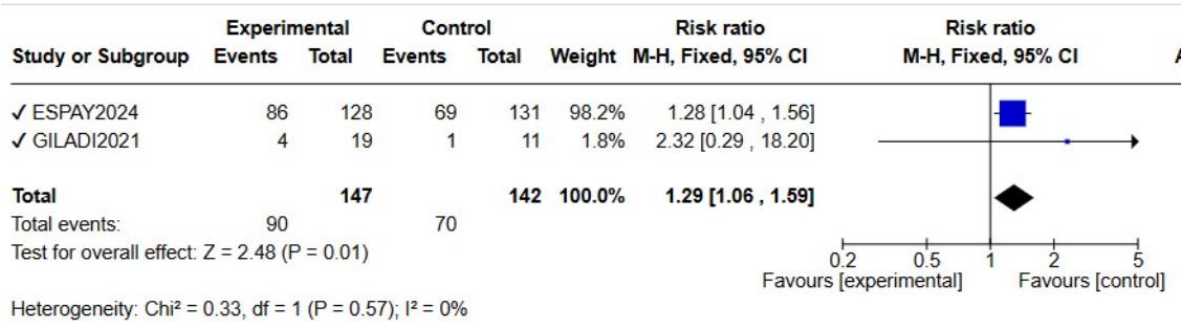 Experimental Control Risk ratio Risk ratio
Study or Subgroup Events Total Events Total Weight M-H, Fixed, 95% CI M-H, Fixed, 95% CI A
✓ ESPAY2024 86 128 69 131 98.2% 1.28 [1.04 , 1.56]
✓ GILADI2021 4 19 1 11 1.8% 2.32 [0.29 , 18.20]
Total 147 142 100.0% 1.29 [1.06 , 1.59]
Total events: 90 70
Test for overall effect: Z = 2.48 (P = 0.01)
0.2 0.5 1 2 5
Favours [experimental] Favours [control]
Heterogeneity: Chi² = 0.33, df = 1 (P = 0.57); I² = 0%